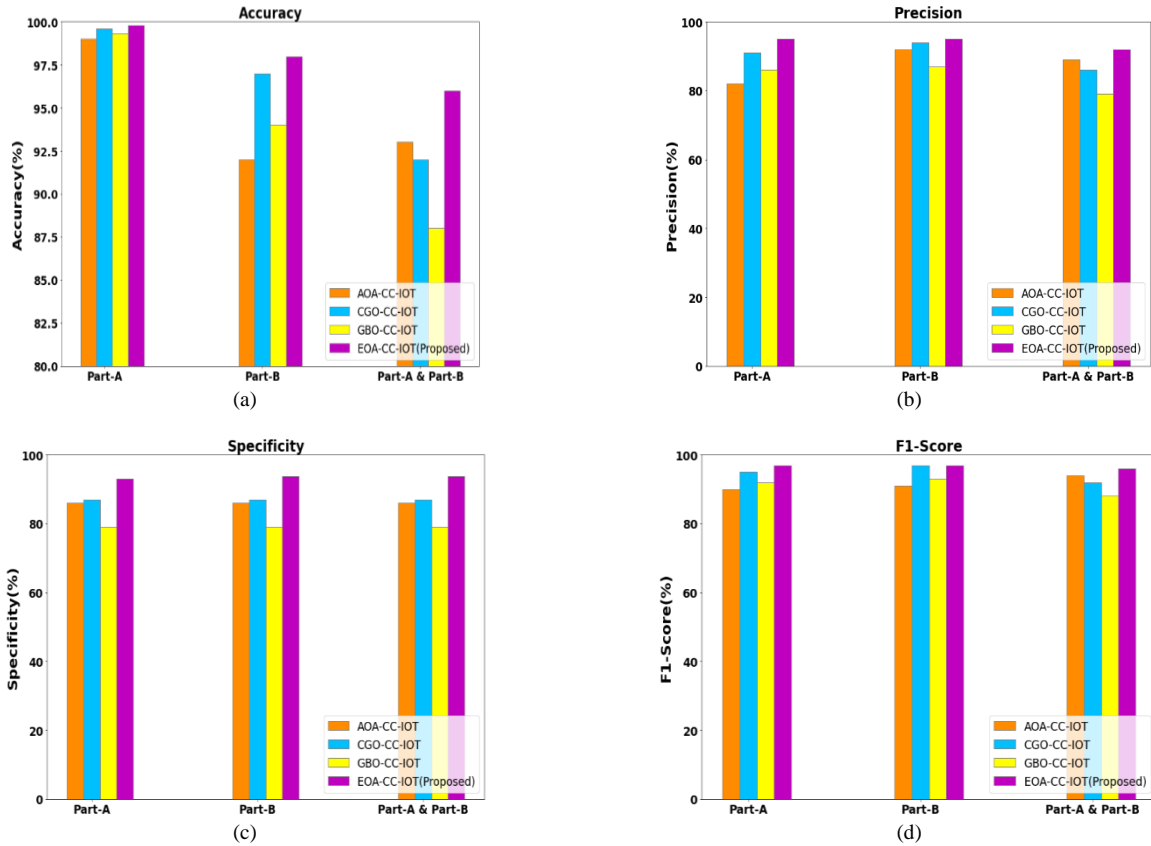 Accuracy
100.0
97.5
95.0
92.5
90.0
87.5
85.0
82.5
80.0
Accuracy(%)
AOA-CC-IOT
CGO-CC-IOT
GBO-CC-IOT
EOA-CC-IOT(Proposed)
Part-A Part-B Part-A & Part-B
(a)
Precision
100
80
60
40
20
0
Precision(%)
AOA-CC-IOT
CGO-CC-IOT
GBO-CC-IOT
EOA-CC-IOT(Proposed)
Part-A Part-B Part-A & Part-B
(b)
Specificity
100
80
60
40
20
0
Specificity(%)
AOA-CC-IOT
CGO-CC-IOT
GBO-CC-IOT
EOA-CC-IOT(Proposed)
Part-A Part-B Part-A & Part-B
(c)
F1-Score
100
80
60
40
20
0
F1-Score(%)
AOA-CC-IOT
CGO-CC-IOT
GBO-CC-IOT
EOA-CC-IOT(Proposed)
Part-A Part-B Part-A & Part-B
(d)